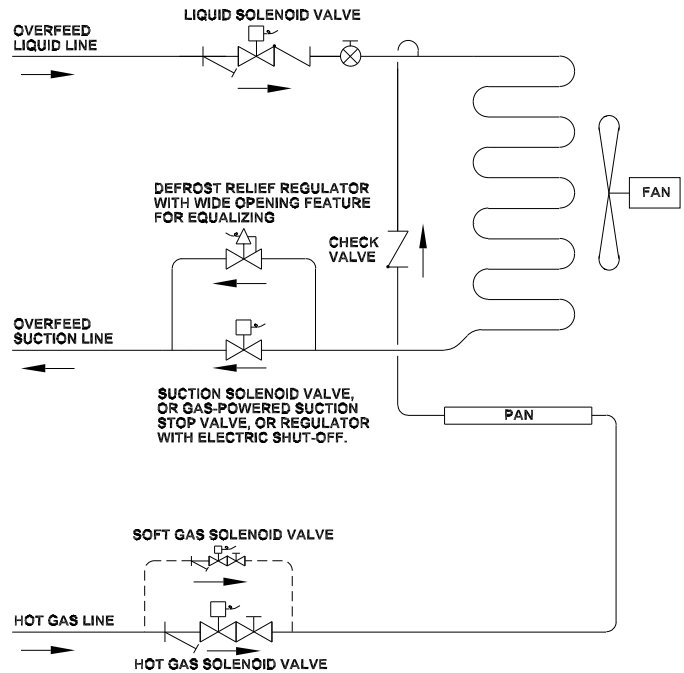 LIQUID SOLENOID VALVE
OVERFEED
LIQUID LINE
DEFROST RELIEF REGULATOR
WITH WIDE OPENING FEATURE
FOR EQUALIZING
FAN
CHECK
VALVE
OVERFEED
SUCTION LINE
SUCTION SOLENOID VALVE,
OR GAS-POWERED SUCTION
STOP VALVE, OR REGULATOR
WITH ELECTRIC SHUT-OFF.
PAN
SOFT GAS SOLENOID VALVE
HOT GAS LINE
HOT GAS SOLENOID VALVE